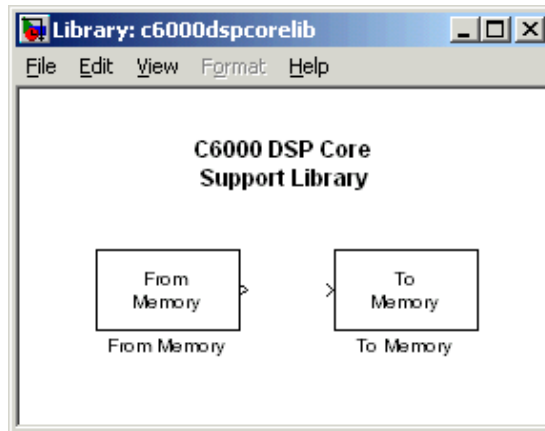 Library: c6000dspcorelib
File Edit View Format Help
C6000 DSP Core
Support Library
From
Memory
From Memory
To
Memory
To Memory